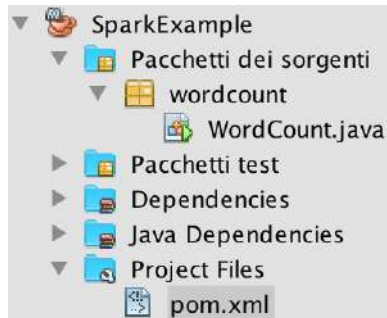 SparkExample
Pacchetti dei sorgenti
wordcount
WordCount.java
Pacchetti test
Dependencies
Java Dependencies
Project Files
pom.xml